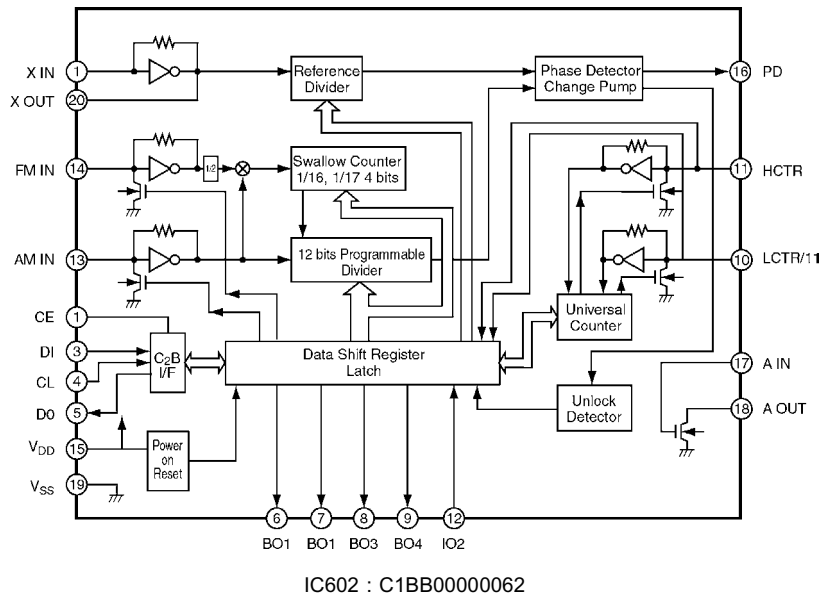 X IN 1
X OUT 20
Reference
Divider
Phase Detector
Change Pump
16 PD
FM IN 14
1/2
Swallow Counter
1/16, 1/17 4 bits
11 HCTR
AM IN 13
12 bits Programmable
Divider
10 LCTR/11
CE 1
DI 3
CL 4
D0 5
C2B
I/F
Data Shift Register
Latch
Universal
Counter
Unlock
Detector
17 A IN
18 A OUT
VDD 15
Power
on
Reset
VSS 19
6 7 8 9 12
BO1 BO1 BO3 BO4 IO2
IC602 : C1BB00000062